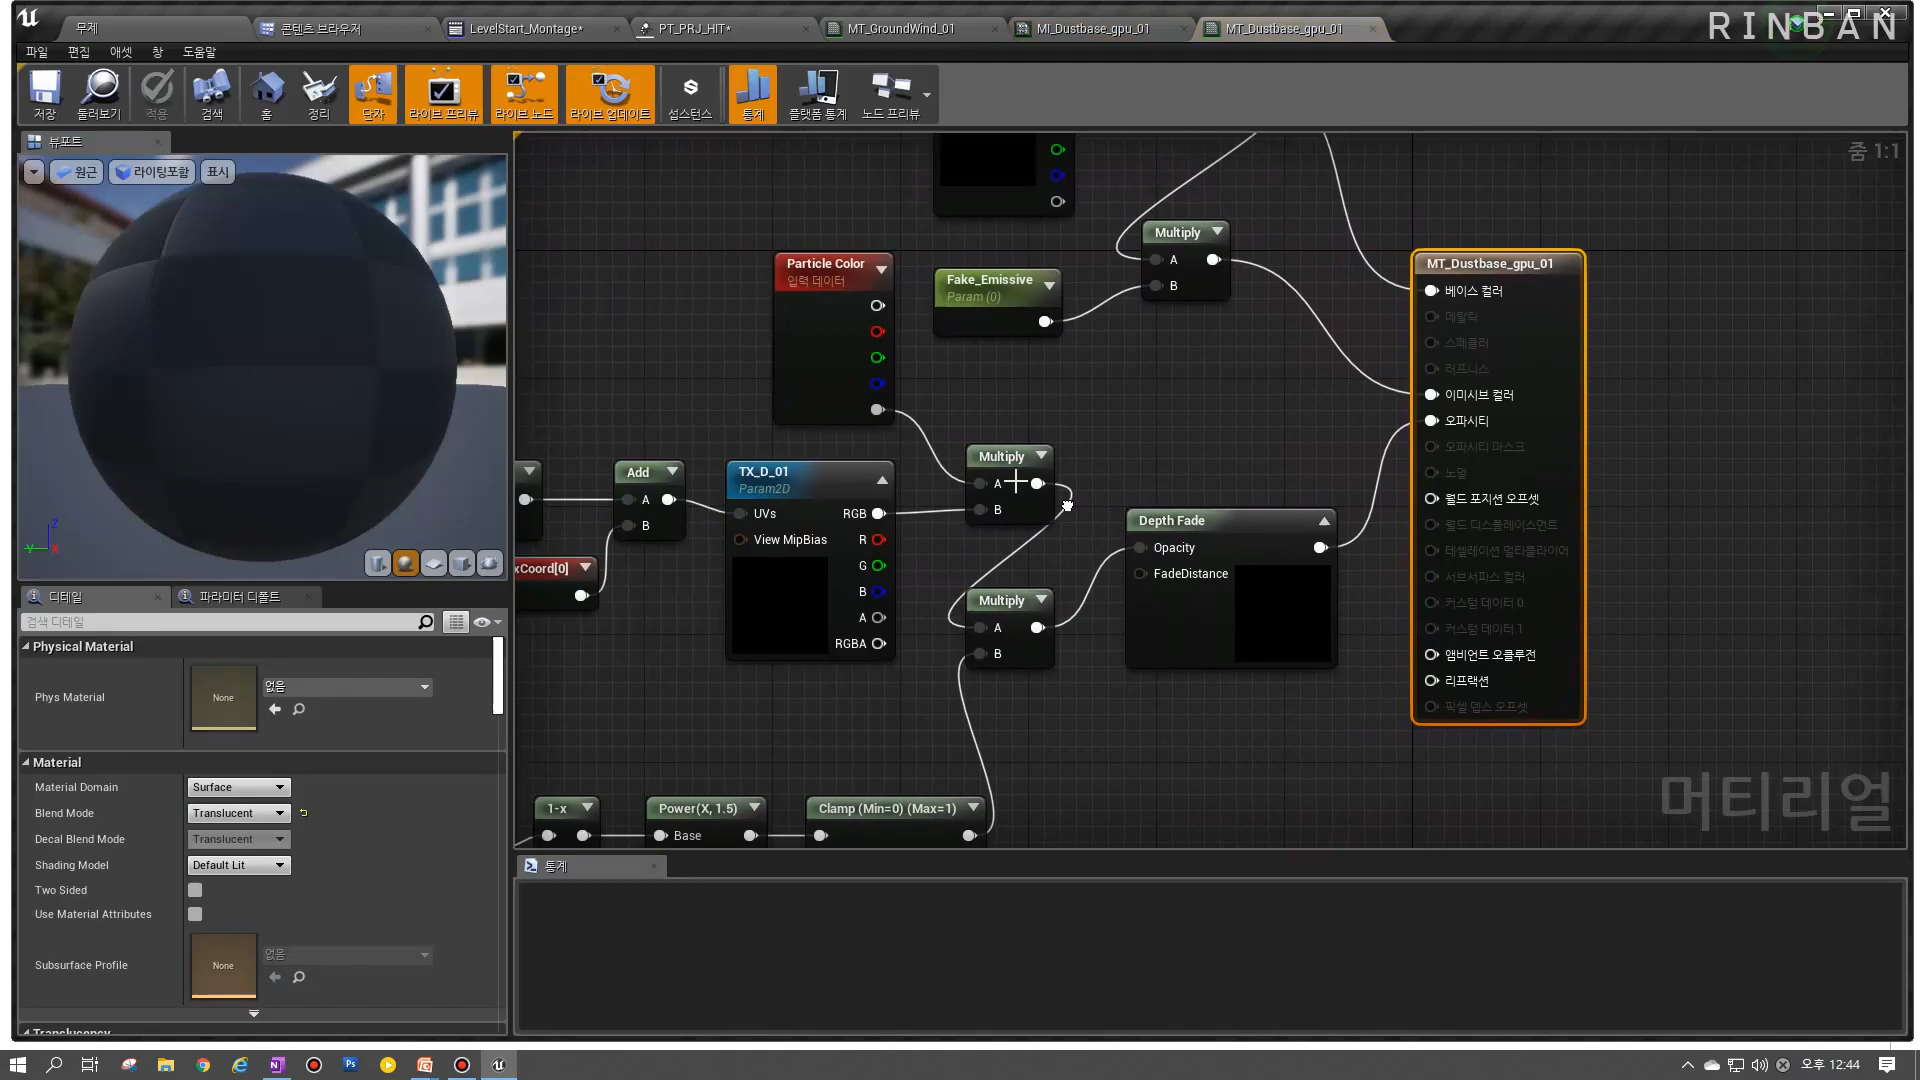 RINBAN
무제
콘텐츠 브라우저
LevelStart_Montage*
PT_PRJ_HIT*
MT_GroundWind_01
MI_Dustbase_gpu_01
MT_Dustbase_gpu_01
파일 편집 애셋 창 도움말
저장
둘러보기
적용
검색
홈
정리
단자
라이브 프리뷰
라이브 노드
라이브 업데이트
섭스턴스
통계
플랫폼 통계
노드 프리뷰
뷰포트
원근
라이팅포함
표시
줌 1:1
Multiply
A
B
Particle Color
입력 데이터
Fake_Emissive
Param (0)
MT_Dustbase_gpu_01
베이스 컬러
메탈릭
스페큘러
러프니스
이미시브 컬러
오파시티
오파시티 마스크
노멀
월드 포지션 오프셋
월드 디스플레이스먼트
테셀레이션 멀티플라이어
서브서피스 컬러
커스텀 데이터 0
커스텀 데이터 1
앰비언트 오클루전
리프랙션
픽셀 뎁스 오프셋
Add
A
B
xCoord[0]
TX_D_01
Param2D
UVs
RGB
View MipBias
R
G
B
A
RGBA
Multiply
A
B
Multiply
A
B
Depth Fade
Opacity
FadeDistance
1-x
Power(X, 1.5)
Base
Clamp (Min=0) (Max=1)
머티리얼
디테일
파라미터 디폴트
검색 디테일
Physical Material
Phys Material
None
없음
Material
Material Domain
Surface
Blend Mode
Translucent
Decal Blend Mode
Translucent
Shading Model
Default Lit
Two Sided
Use Material Attributes
Subsurface Profile
None
없음
Translucency
통계
오후 12:44